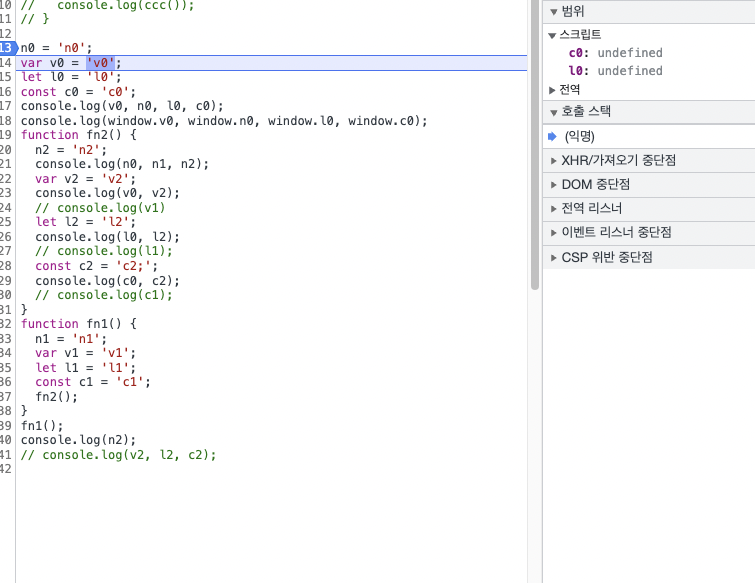 10 //   console.log(ccc());
11 // }
12
13 n0 = 'n0';
14 var v0 = 'v0';
15 let l0 = 'l0';
16 const c0 = 'c0';
17 console.log(v0, n0, l0, c0);
18 console.log(window.v0, window.n0, window.l0, window.c0);
19 function fn2() {
20   n2 = 'n2';
21   console.log(n0, n1, n2);
22   var v2 = 'v2';
23   console.log(v0, v2);
24   // console.log(v1)
25   let l2 = 'l2';
26   console.log(l0, l2);
27   // console.log(l1);
28   const c2 = 'c2;';
29   console.log(c0, c2);
30   // console.log(c1);
31 }
32 function fn1() {
33   n1 = 'n1';
34   var v1 = 'v1';
35   let l1 = 'l1';
36   const c1 = 'c1';
37   fn2();
38 }
39 fn1();
40 console.log(n2);
41 // console.log(v2, l2, c2);
42
범위
스크립트
c0: undefined
l0: undefined
전역
호출 스택
(익명)
XHR/가져오기 중단점
DOM 중단점
전역 리스너
이벤트 리스너 중단점
CSP 위반 중단점